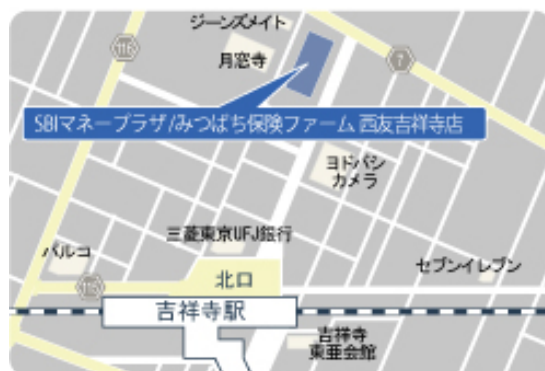 ジーンズメイト
116
月窓寺
7
SBIマネープラザ/みつばち保険ファーム 西友吉祥寺店
ヨドバシ
カメラ
三菱東京UFJ銀行
パルコ
北口
セブンイレブン
115
吉祥寺駅
吉祥寺
東亜会館